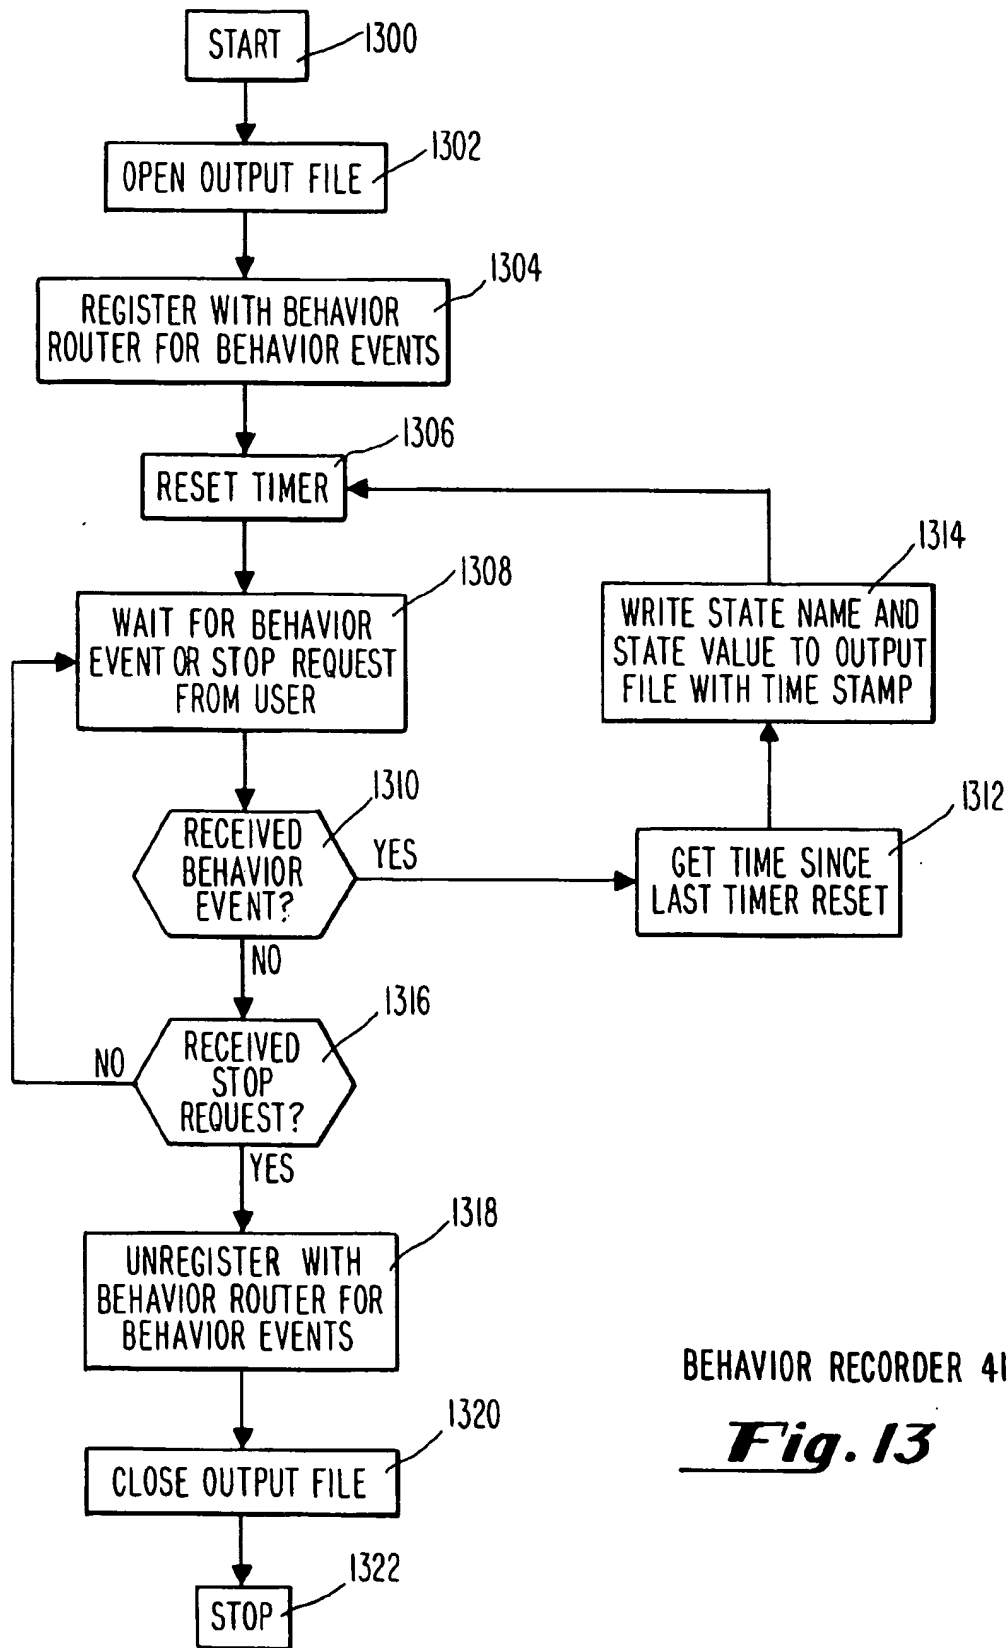 START
1300
OPEN OUTPUT FILE
1302
REGISTER WITH BEHAVIOR
ROUTER FOR BEHAVIOR EVENTS
1304
RESET TIMER
1306
WAIT FOR BEHAVIOR
EVENT OR STOP REQUEST
FROM USER
1308
WRITE STATE NAME AND
STATE VALUE TO OUTPUT
FILE WITH TIME STAMP
1314
RECEIVED
BEHAVIOR
EVENT?
1310
YES
GET TIME SINCE
LAST TIMER RESET
1312
NO
RECEIVED
STOP
REQUEST?
1316
NO
YES
UNREGISTER WITH
BEHAVIOR ROUTER FOR
BEHAVIOR EVENTS
1318
CLOSE OUTPUT FILE
1320
STOP
1322
BEHAVIOR RECORDER
Fig. 13